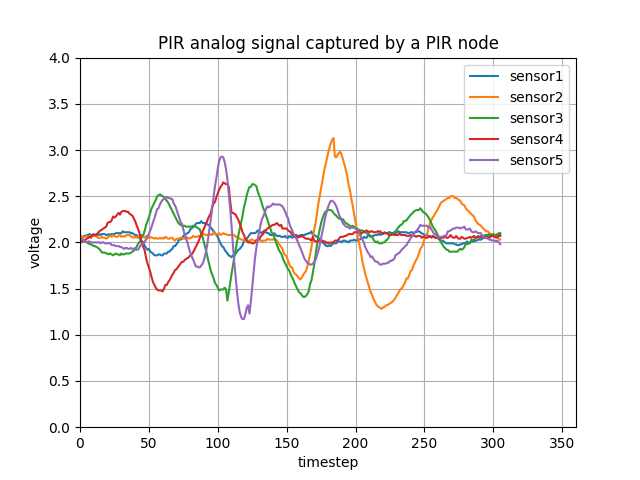 PIR analog signal captured by a PIR node
4.0
3.5
3.0
2.5
2.0
1.5
1.0
0.5
0.0
voltage
sensor1
sensor2
sensor3
sensor4
sensor5
0 50 100 150 200 250 300 350
timestep